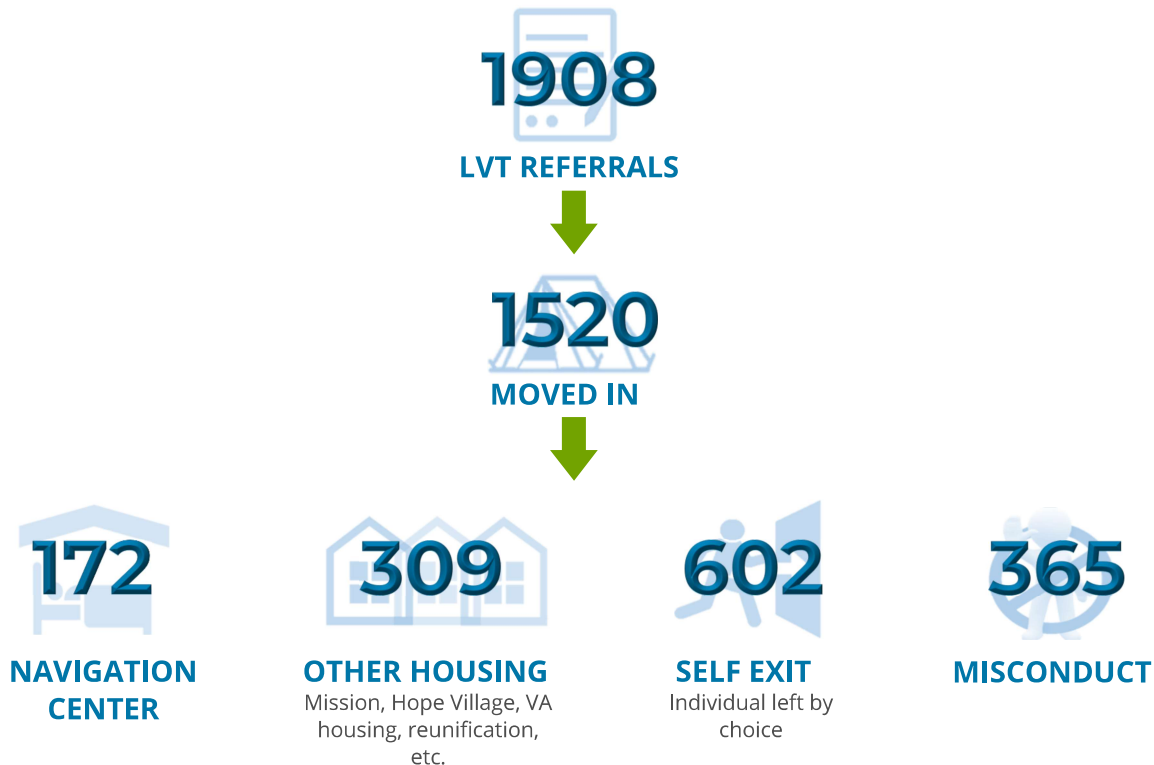 1908
LVT REFERRALS
1520
MOVED IN
172
NAVIGATION
CENTER
309
OTHER HOUSING
Mission, Hope Village, VA
housing, reunification,
etc.
602
SELF EXIT
Individual left by
choice
365
MISCONDUCT